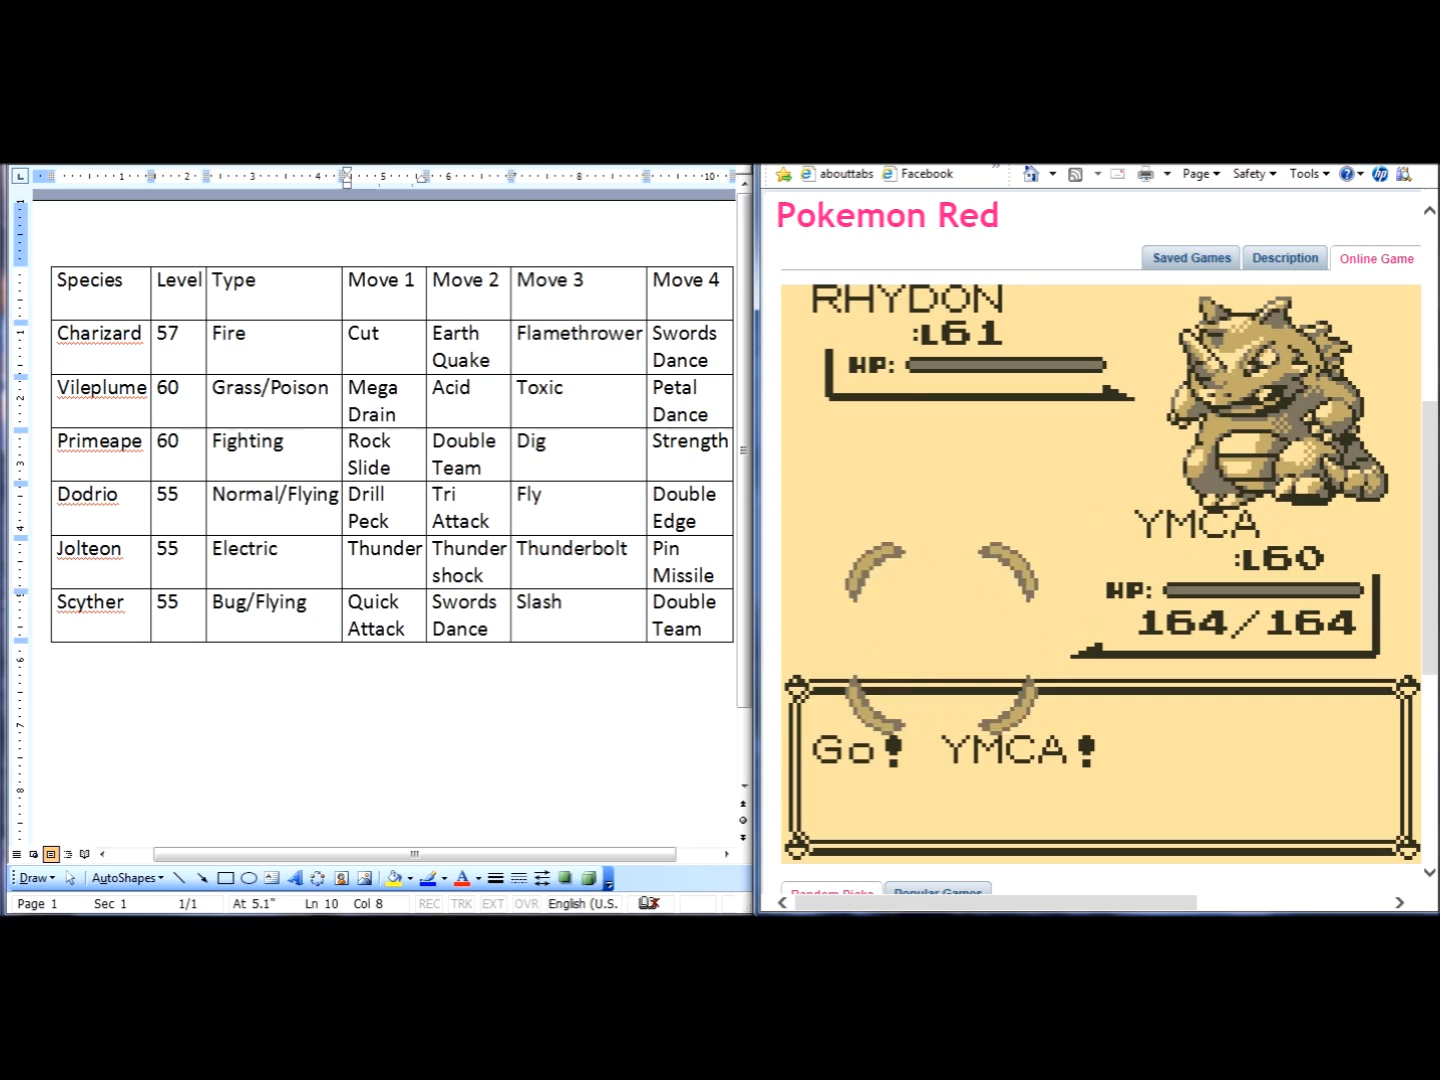 abouttabs Facebook Page Safety Tools
Pokemon Red
Saved Games Description Online Game
Species Level Type Move 1 Move 2 Move 3 Move 4
Charizard 57 Fire Cut Earth Quake Flamethrower Swords Dance
Vileplume 60 Grass/Poison Mega Drain Acid Toxic Petal Dance
Primeape 60 Fighting Rock Slide Double Team Dig Strength
Dodrio 55 Normal/Flying Drill Peck Tri Attack Fly Double Edge
Jolteon 55 Electric Thunder Thunder shock Thunderbolt Pin Missile
Scyther 55 Bug/Flying Quick Attack Swords Dance Slash Double Team
Draw AutoShapes
Page 1 Sec 1 1/1 At 5.1" Ln 10 Col 8 REC TRK EXT OVR English (U.S.
RHYDON
:L61
HP:
YMCA
:L60
HP:
164/164
Go! YMCA!
Random Picks Popular Games